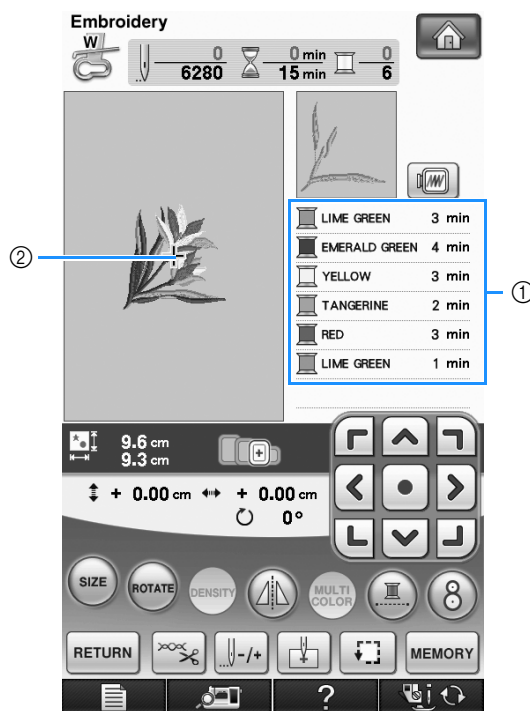 Embroidery
W
0 0 min 0
6280 15 min 6
LIME GREEN 3 min
EMERALD GREEN 4 min
YELLOW 3 min
TANGERINE 2 min
RED 3 min
LIME GREEN 1 min
②
①
9.6 cm
9.3 cm
+ 0.00 cm + 0.00 cm
0°
SIZE ROTATE DENSITY MULTI COLOR 8
RETURN -/+ MEMORY
? i